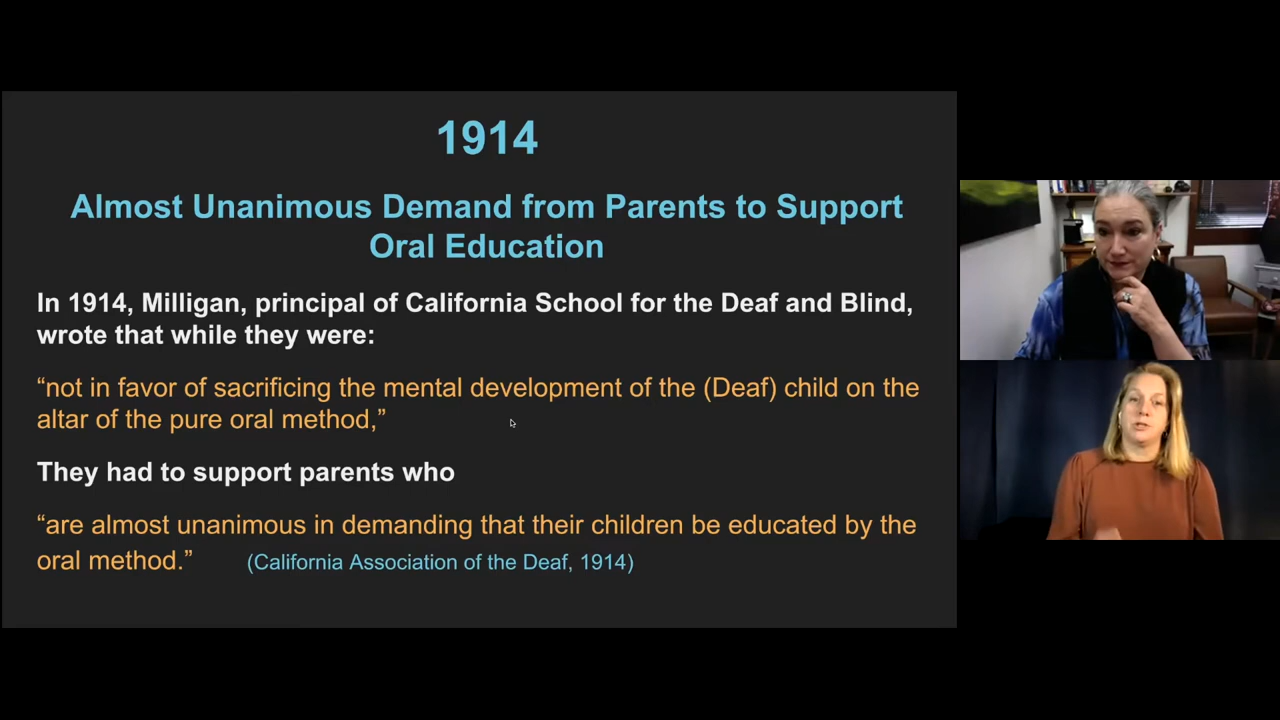 1914
Almost Unanimous Demand from Parents to Support
Oral Education
In 1914, Milligan, principal of California School for the Deaf and Blind,
wrote that while they were:
“not in favor of sacrificing the mental development of the (Deaf) child on the
altar of the pure oral method,”
They had to support parents who
“are almost unanimous in demanding that their children be educated by the
oral method.” (California Association of the Deaf, 1914)